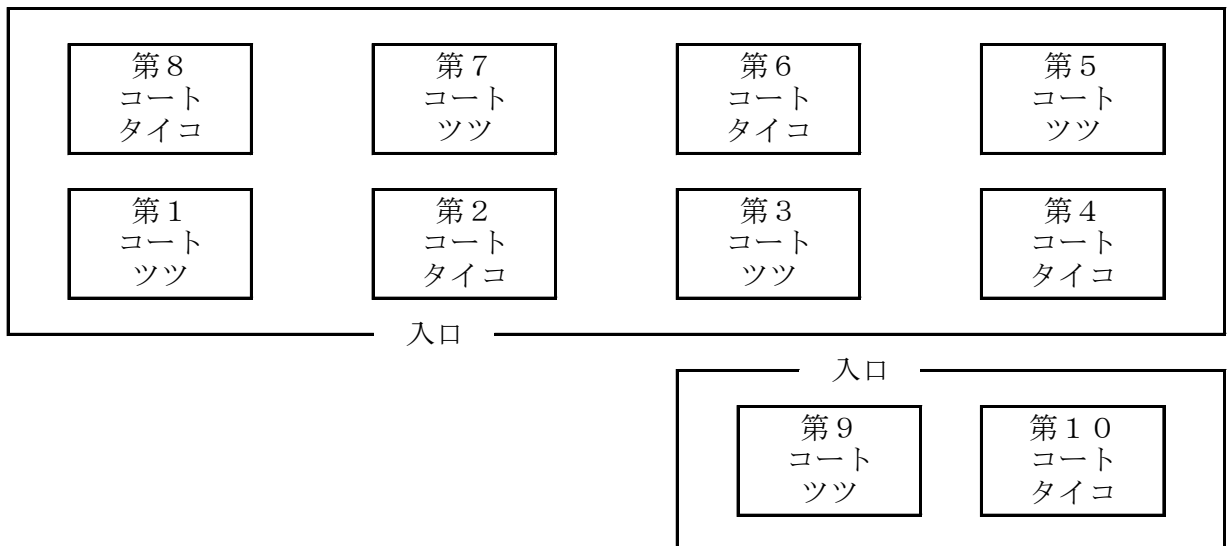 第８
コート
タイコ
第７
コート
ツツ
第６
コート
タイコ
第５
コート
ツツ
第１
コート
ツツ
第２
コート
タイコ
第３
コート
ツツ
第４
コート
タイコ
入口
入口
第９
コート
ツツ
第１０
コート
タイコ